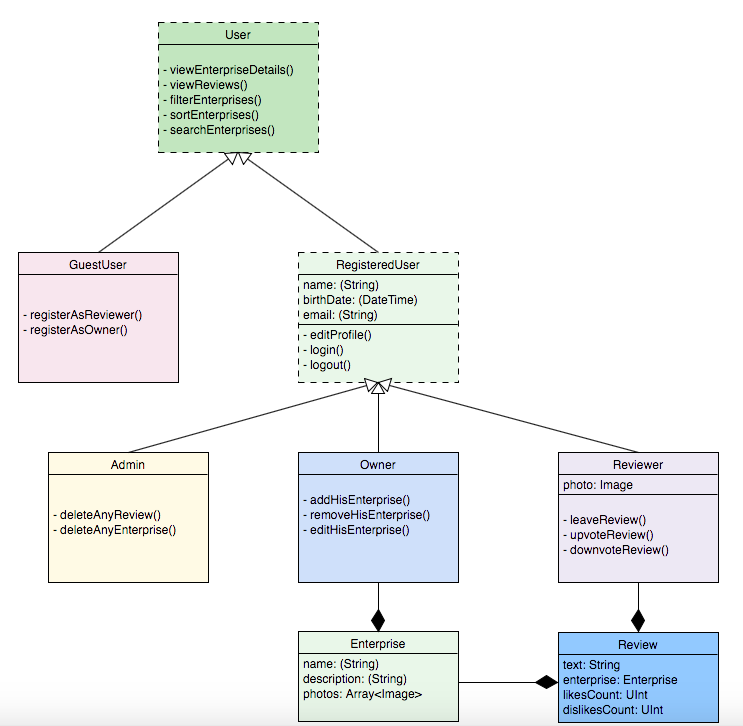 User
- viewEnterpriseDetails()
- viewReviews()
- filterEnterprises()
- sortEnterprises()
- searchEnterprises()
GuestUser
- registerAsReviewer()
- registerAsOwner()
RegisteredUser
name: (String)
birthDate: (DateTime)
email: (String)
- editProfile()
- login()
- logout()
Admin
- deleteAnyReview()
- deleteAnyEnterprise()
Owner
- addHisEnterprise()
- removeHisEnterprise()
- editHisEnterprise()
Reviewer
photo: Image
- leaveReview()
- upvoteReview()
- downvoteReview()
Enterprise
name: (String)
description: (String)
photos: Array<Image>
Review
text: String
enterprise: Enterprise
likesCount: UInt
dislikesCount: UInt